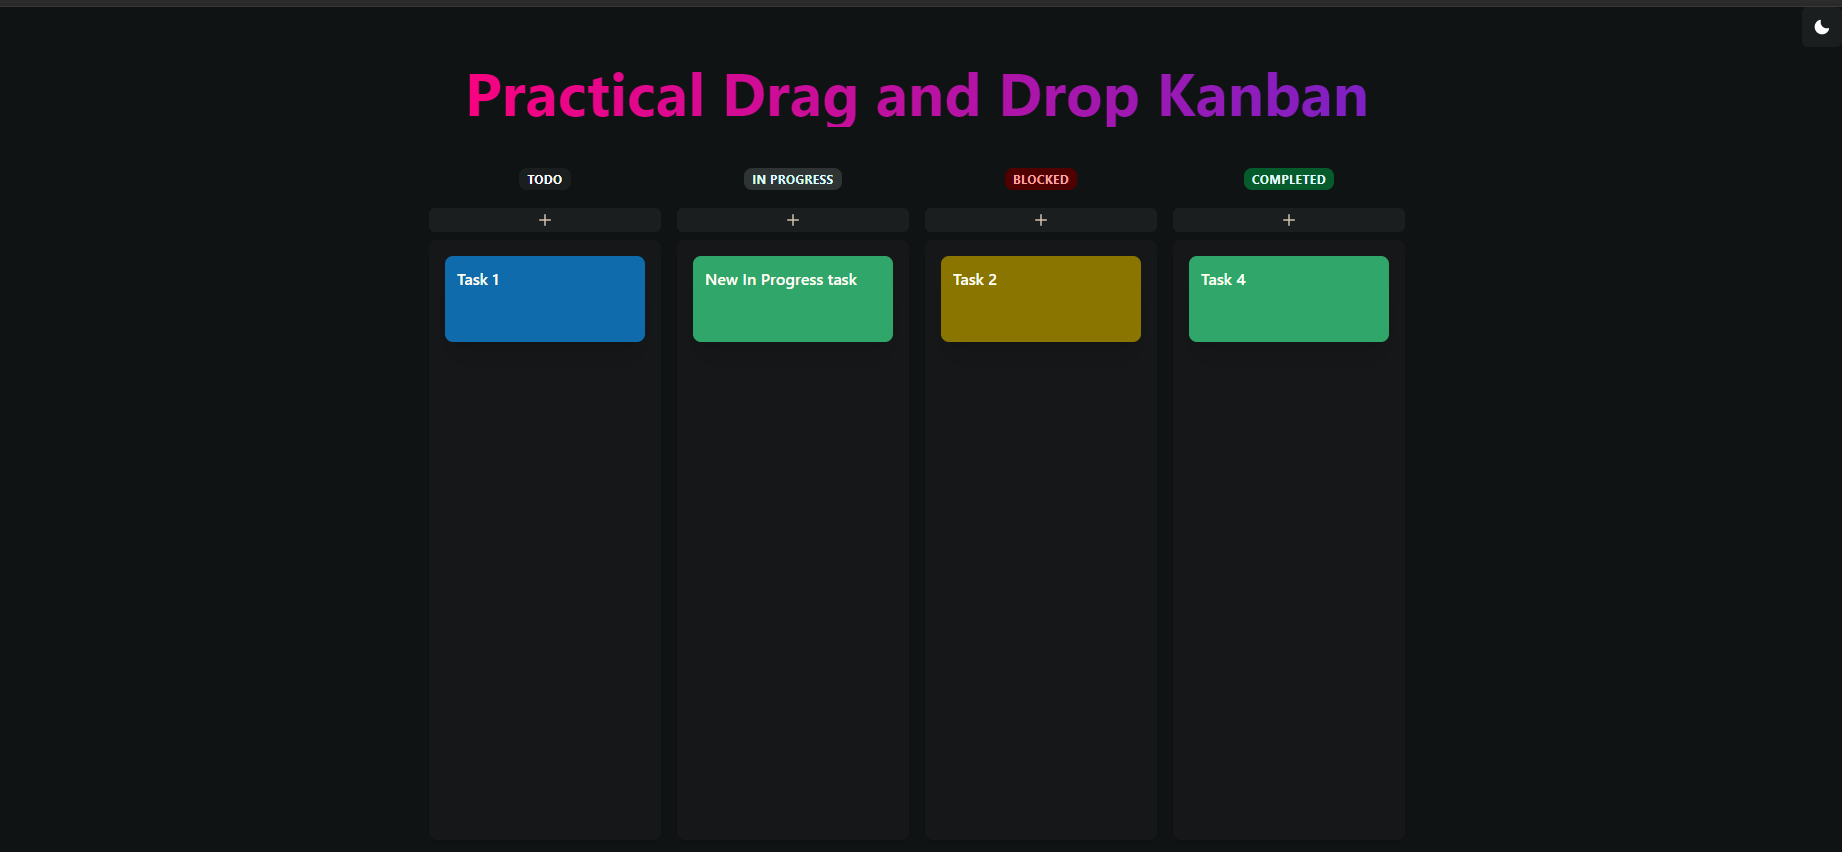 Practical Drag and Drop Kanban
TODO
IN PROGRESS
BLOCKED
COMPLETED
+
+
+
+
Task 1
New In Progress task
Task 2
Task 4